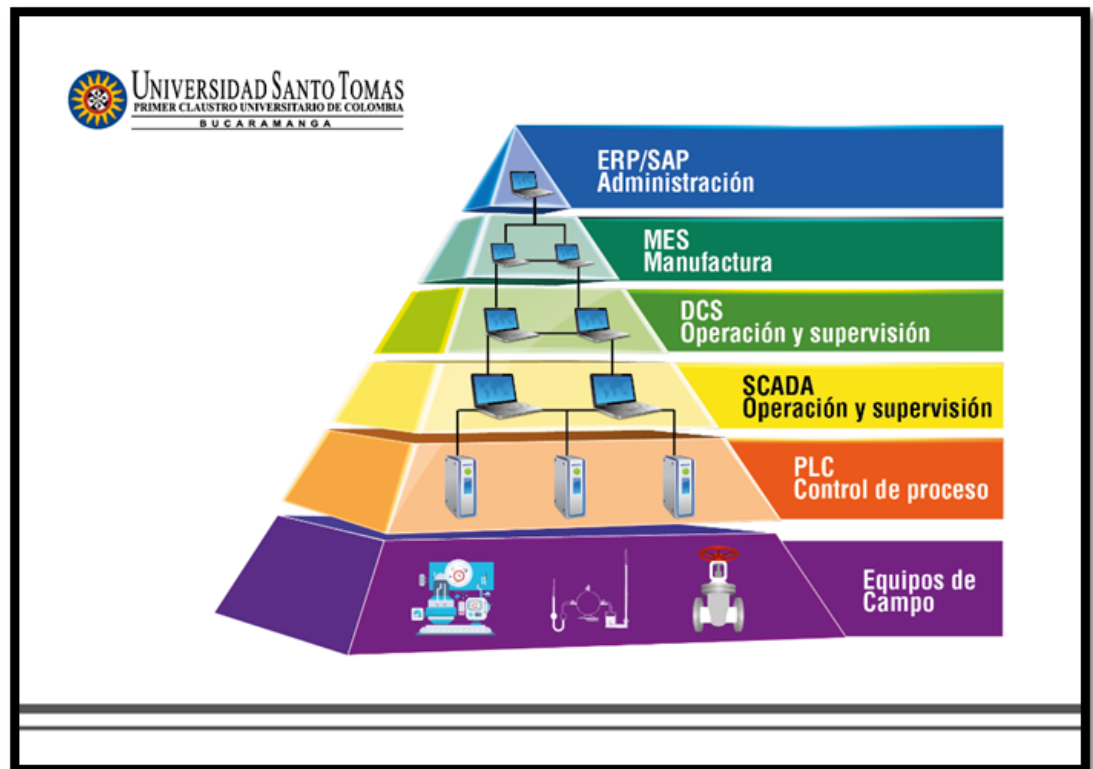 UNIVERSIDAD SANTO TOMAS
PRIMER CLAUSTRO UNIVERSITARIO DE COLOMBIA
BUCARAMANGA
ERP/SAP
Administración
MES
Manufactura
DCS
Operación y supervisión
SCADA
Operación y supervisión
PLC
Control de proceso
Equipos de
Campo